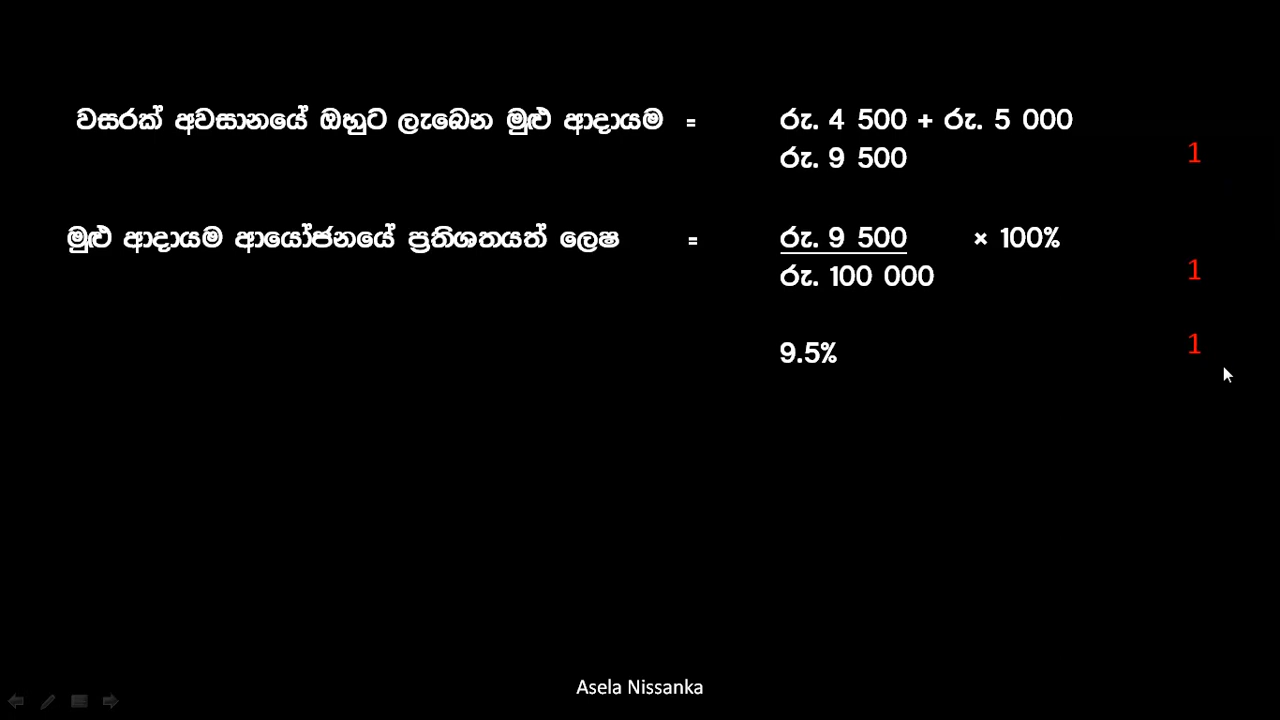 වසරක් අවසානයේ ඔහුට ලැබෙන මුළු ආදායම = රු. 4 500 + රු. 5 000
රු. 9 500 1
මුළු ආදායම ආයෝජනයේ ප්‍රතිශතයත් ලෙෂ = රු. 9 500 × 100%
රු. 100 000 1
9.5% 1
Asela Nissanka